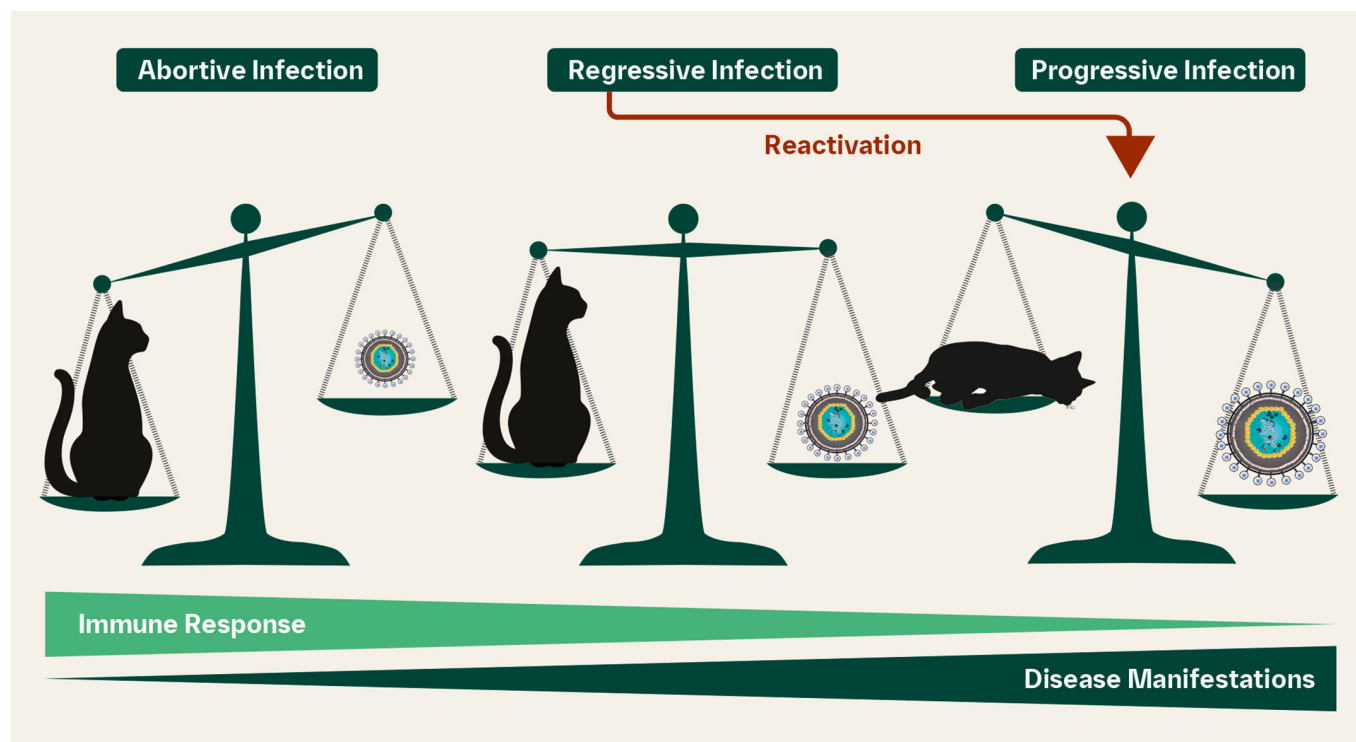 Abortive Infection
Regressive Infection
Progressive Infection
Reactivation
Immune Response
Disease Manifestations